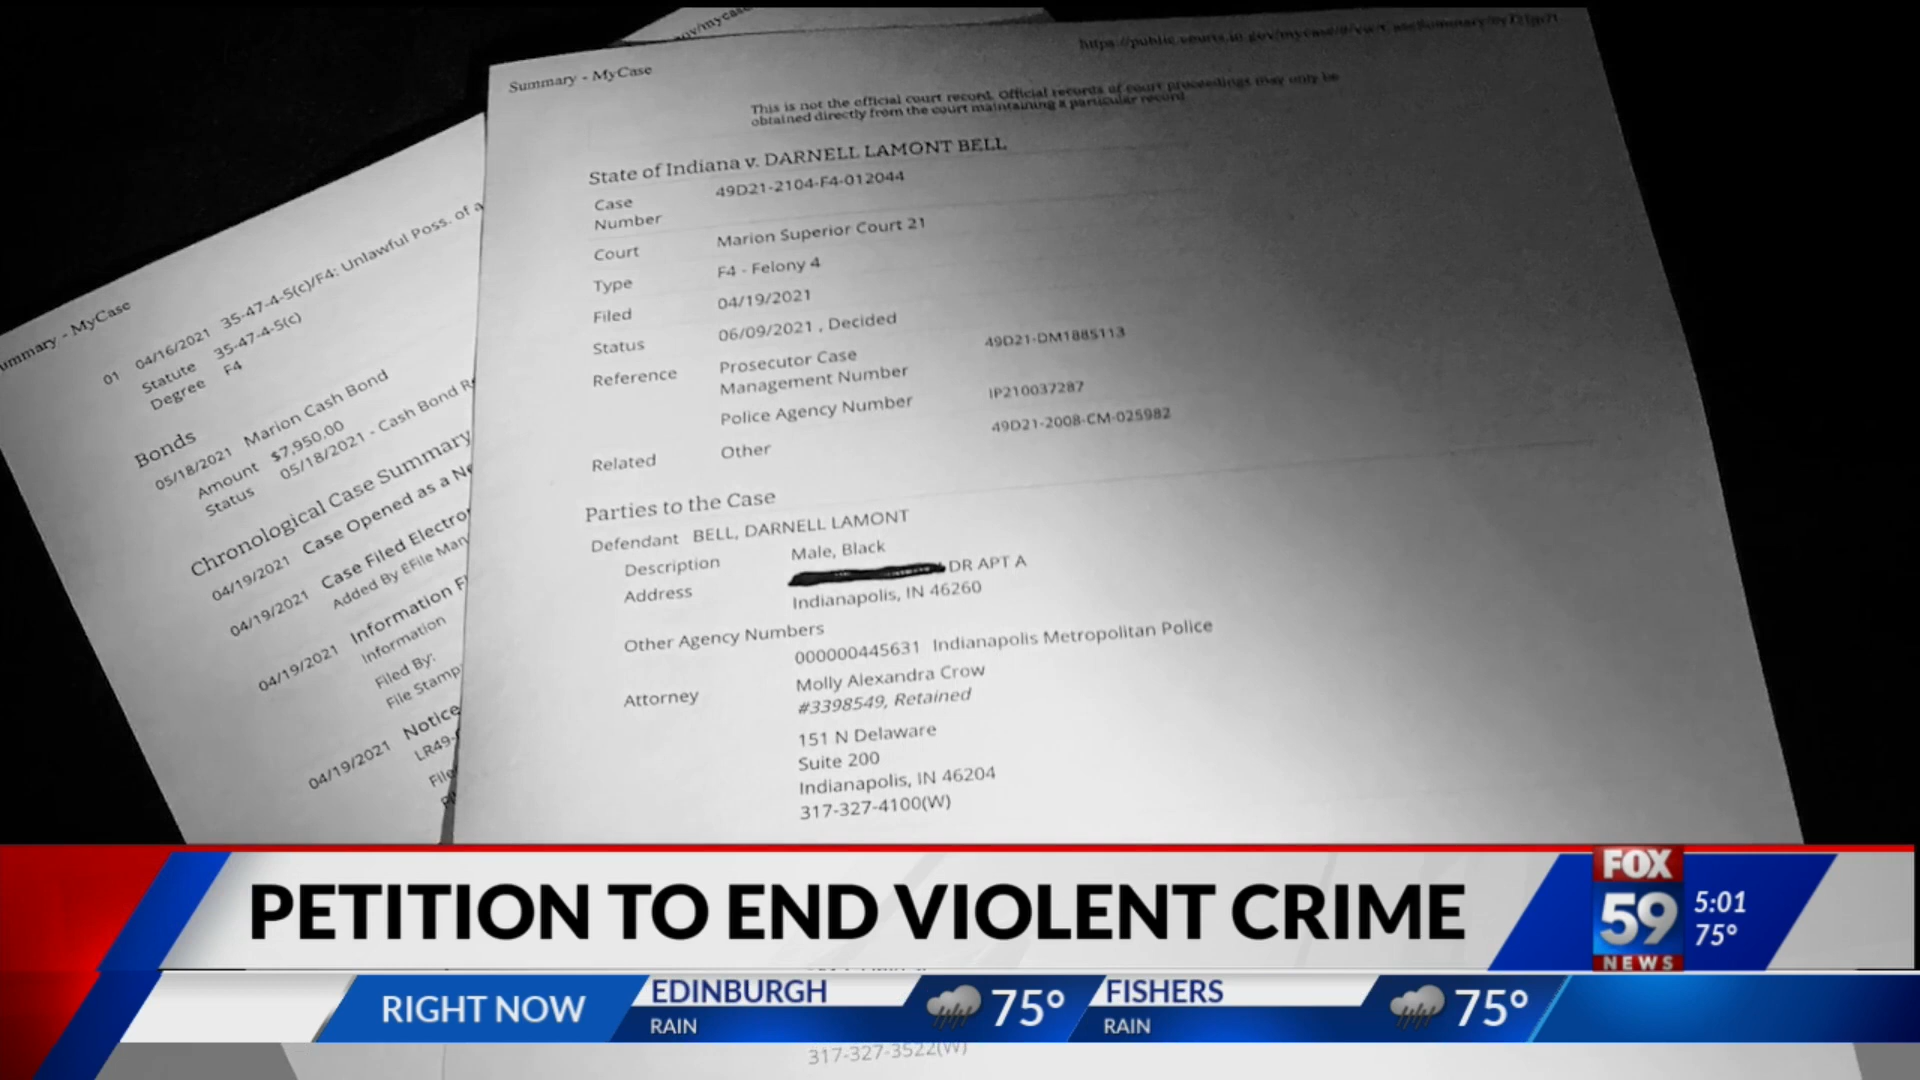 Summary - MyCase
This is not the official court record. Official records of court proceedings may only be
obtained directly from the court maintaining a particular record.
State of Indiana v. DARNELL LAMONT BELL
Case Number 49D21-2104-F4-012044
Court Marion Superior Court 21
Type F4 - Felony 4
Filed 04/19/2021
Status 06/09/2021 , Decided
Reference Prosecutor Case Management Number 49D21-DM1885113
Police Agency Number IP210037287
Related Other 49D21-2008-CM-025982
Parties to the Case
Defendant BELL, DARNELL LAMONT
Description Male, Black
Address DR APT A
Indianapolis, IN 46260
Other Agency Numbers
000000445631 Indianapolis Metropolitan Police
Attorney Molly Alexandra Crow
#3398549, Retained
151 N Delaware
Suite 200
Indianapolis, IN 46204
317-327-4100(W)
317-327-3522(W)
MyCase
01 04/16/2021 35-47-4-5(c)/F4: Unlawful Poss. of a
Statute 35-47-4-5(c)
Degree F4
Bonds
05/18/2021 Marion Cash Bond
Amount $7,950.00
Status 05/18/2021 - Cash Bond
Chronological Case Summary
04/19/2021 Case Opened as a
04/19/2021 Case Filed
Added By EFile
04/19/2021 Information
Information
Filed By:
File Stamp
04/19/2021 Notice
PETITION TO END VIOLENT CRIME
FOX
59
NEWS
5:01
75°
RIGHT NOW
EDINBURGH
RAIN
75°
FISHERS
RAIN
75°